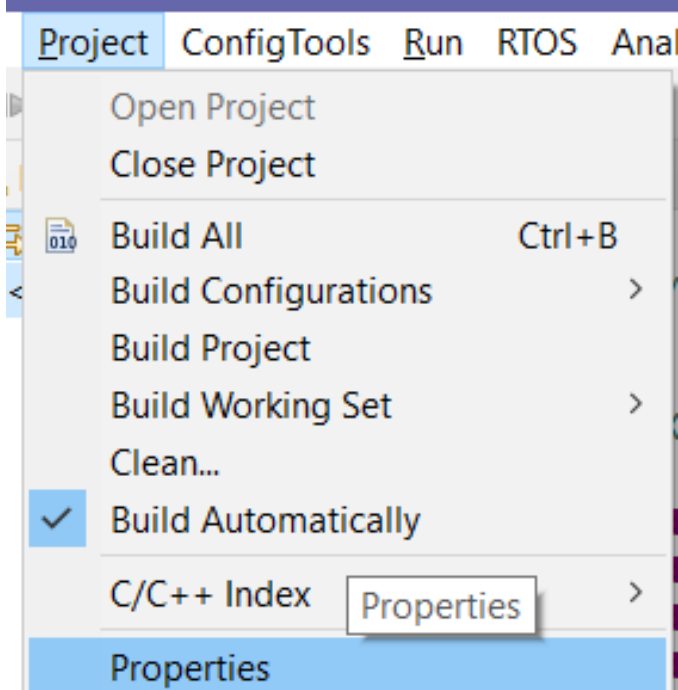 Project ConfigTools Run RTOS Anal
Open Project
Close Project
010 Build All Ctrl+B
Build Configurations >
Build Project
Build Working Set >
Clean...
Build Automatically
C/C++ Index >
Properties
Properties